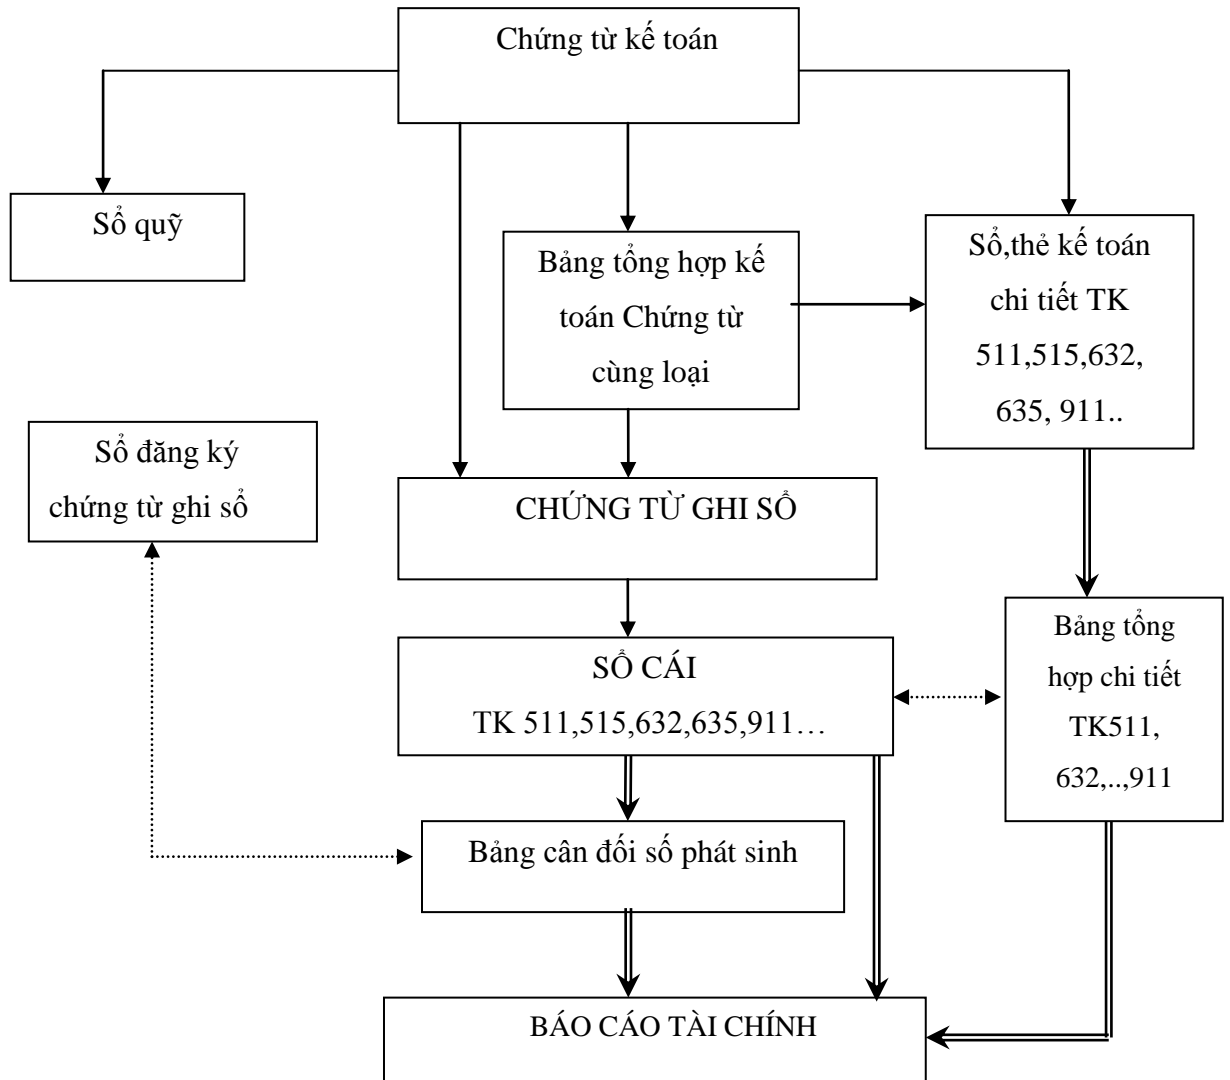 Chứng từ kế toán
Sổ quỹ
Bảng tổng hợp kế
toán Chứng từ
cùng loại
Sổ,thẻ kế toán
chi tiết TK
511,515,632,
635, 911..
Sổ đăng ký
chứng từ ghi sổ
CHỨNG TỪ GHI SỔ
SỔ CÁI
TK 511,515,632,635,911…
Bảng tổng
hợp chi tiết
TK511,
632,..,911
Bảng cân đối số phát sinh
BÁO CÁO TÀI CHÍNH